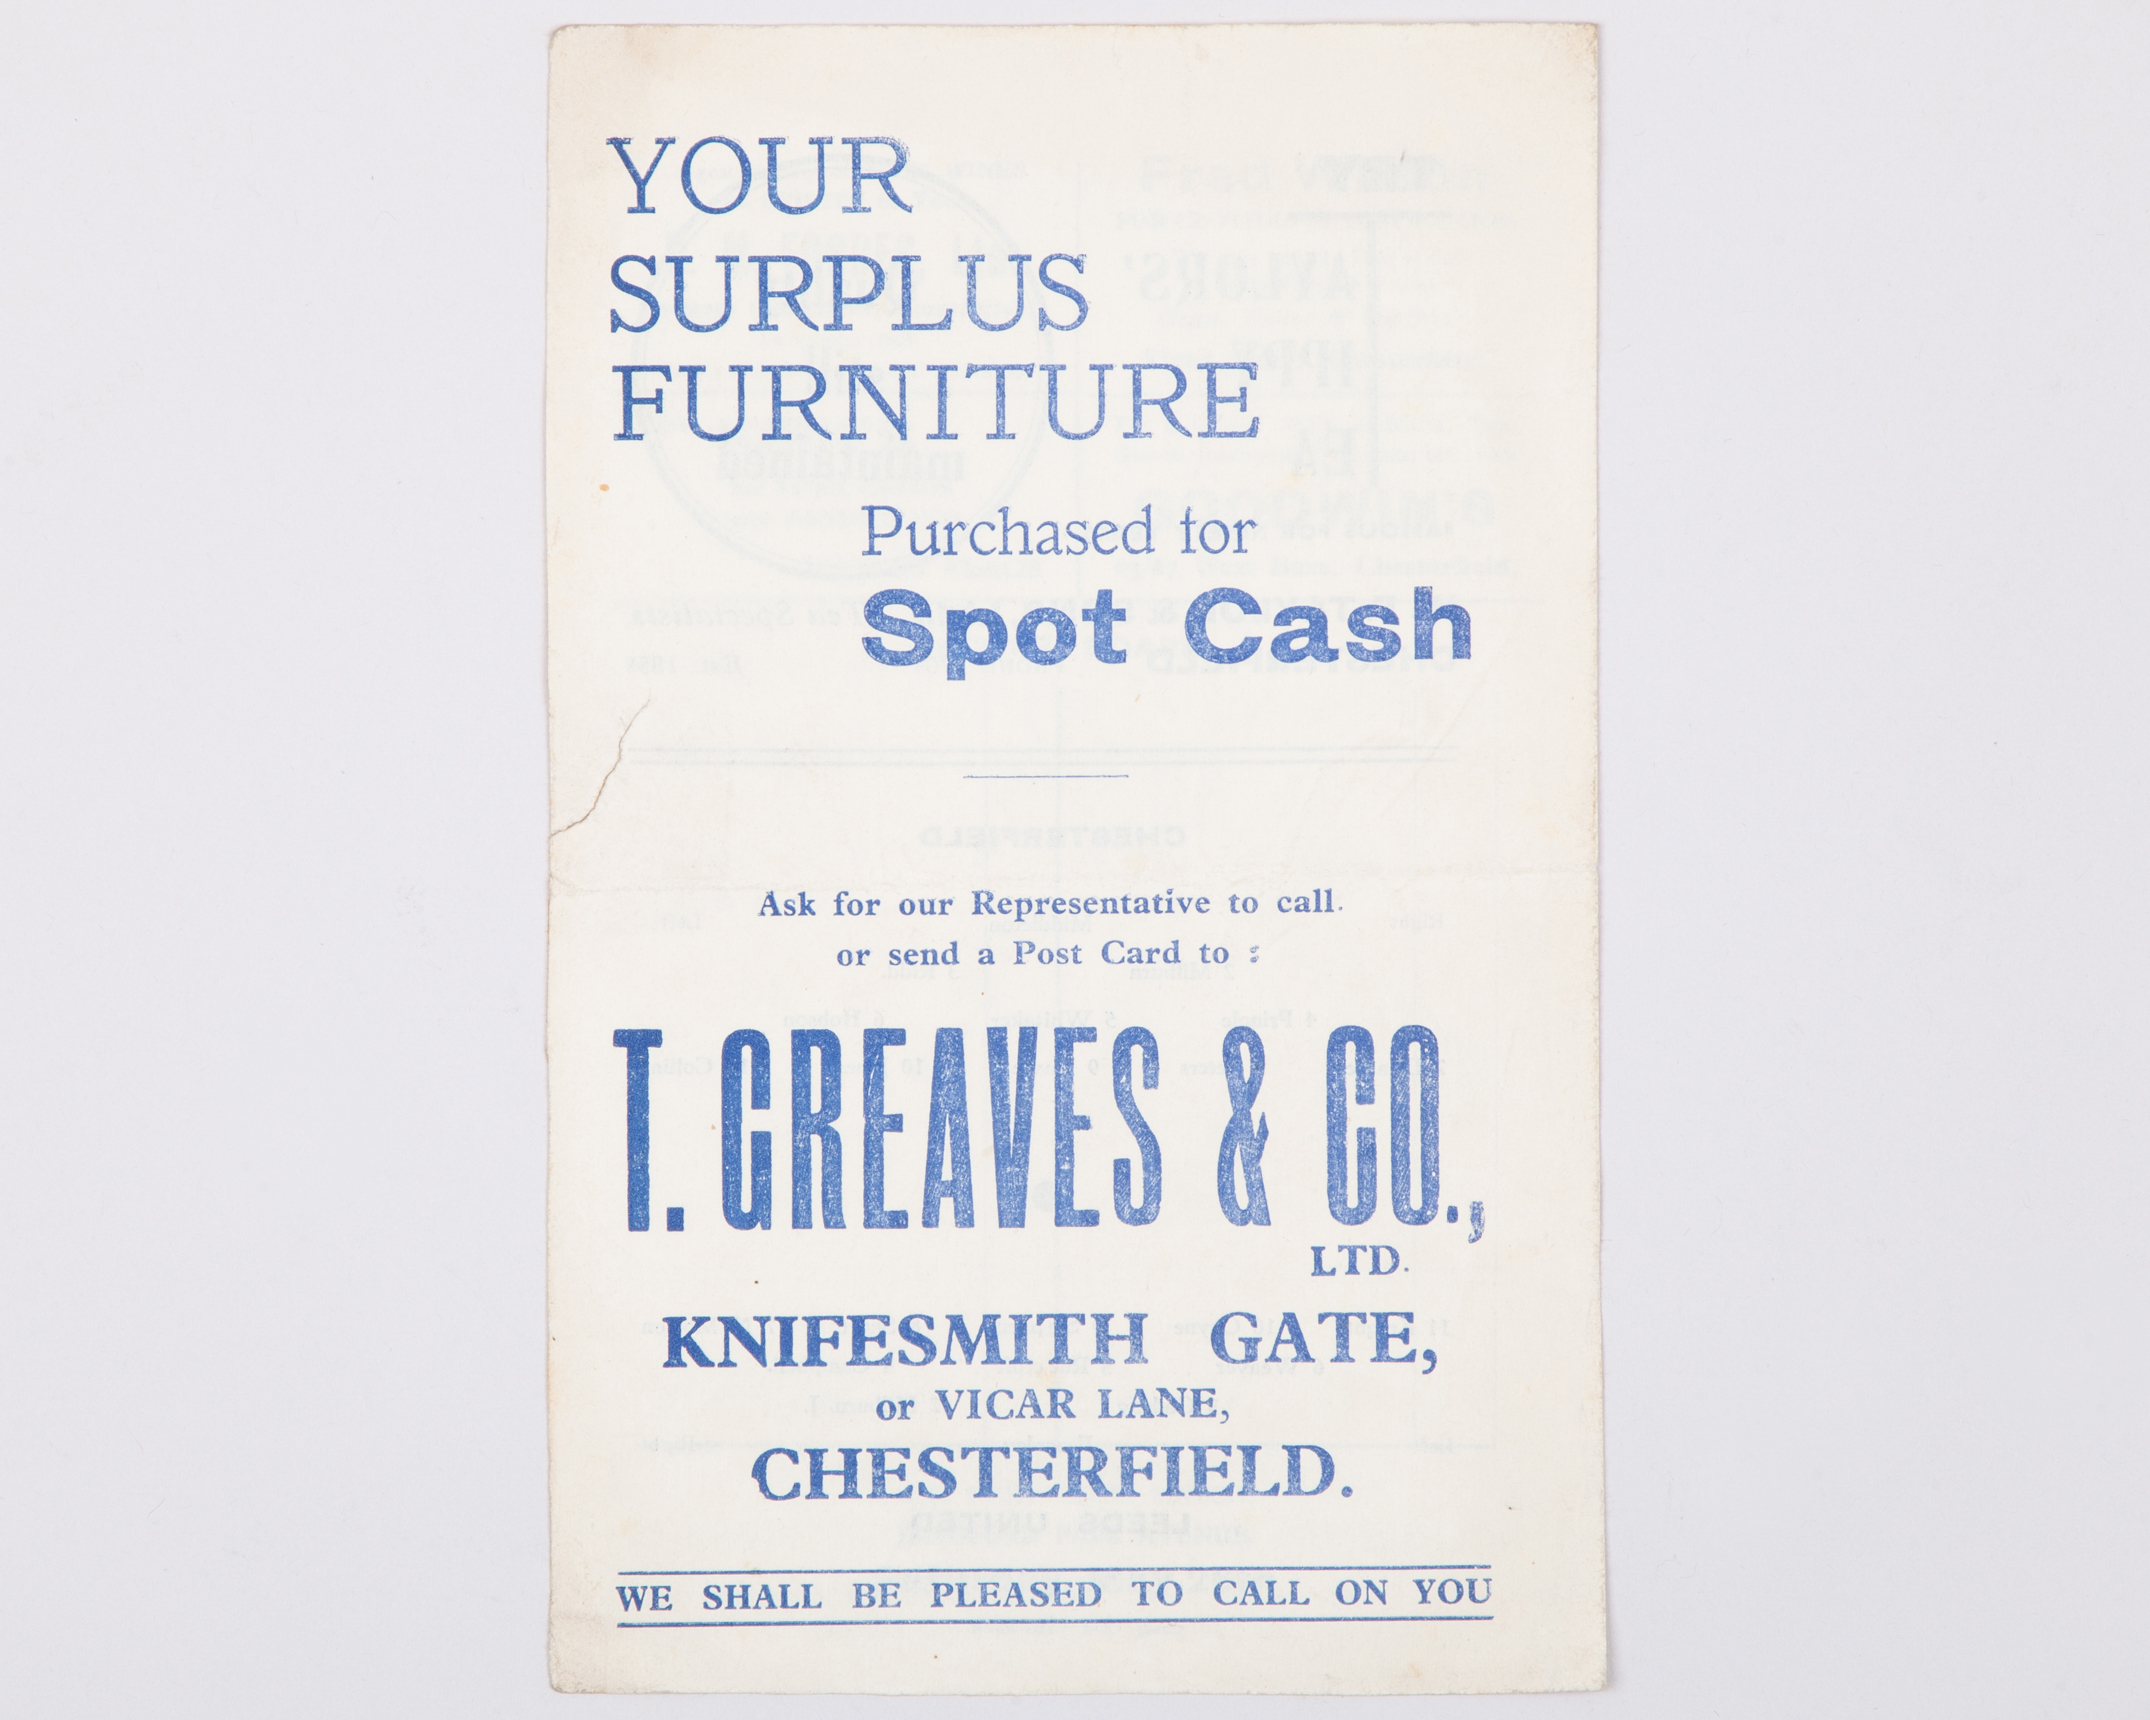 YOUR
SURPLUS
FURNITURE
Purchased for
Spot Cash
Ask for our Representative to call.
or send a Post Card to :
T. GREAVES & CO.,
LTD.
KNIFESMITH GATE,
or VICAR LANE,
CHESTERFIELD.
WE SHALL BE PLEASED TO CALL ON YOU